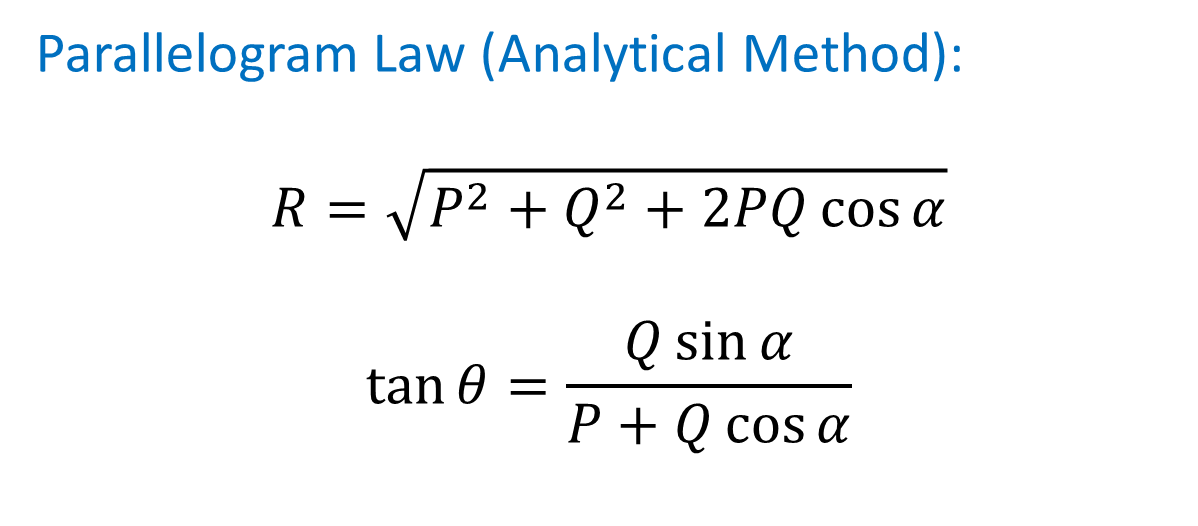 Parallelogram Law (Analytical Method):
R = √(P² + Q² + 2PQ cos α)
tan θ = (Q sin α) / (P + Q cos α)